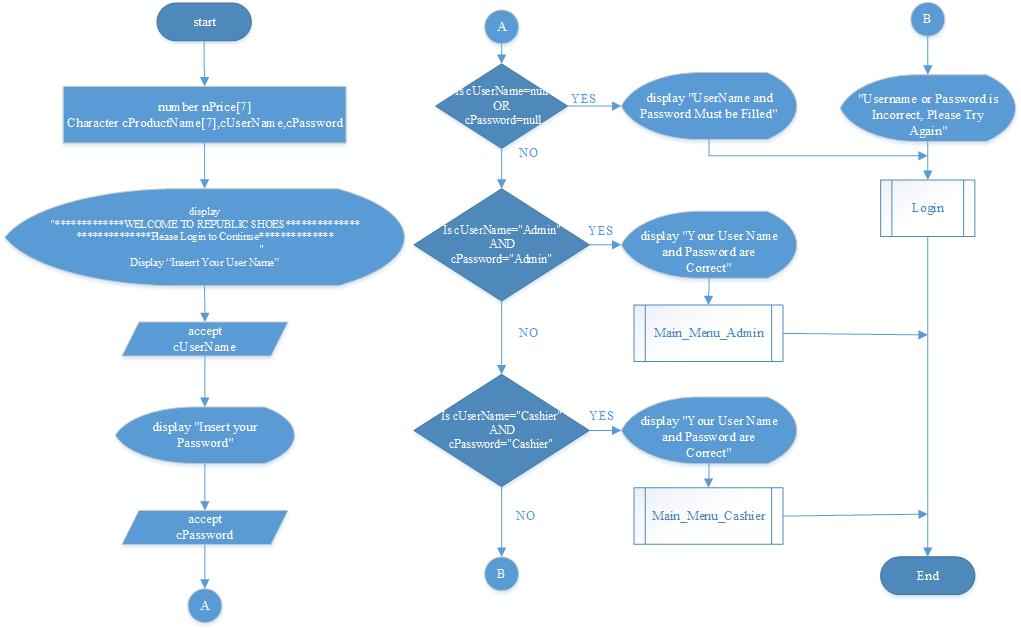 start
number nPrice[7]
Character cProductName[7],cUserName,cPassword
display
"*************WELCOME TO REPUBLIC SHOES**************
**************Please Login to Continue**************
"
Display "Inserrt Your User Name"
accept
cUserName
display "Insert your
Password"
accept
cPassword
A
A
Is cUserName=null
OR
cPassword=null
YES
display "UserName and
Password Must be Filled"
NO
Is cUserName="Admin"
AND
cPassword="Admin"
YES
display "Your User Name
and Password are
Correct"
Main_Menu_Admin
NO
Is cUserName="Cashier"
AND
cPassword="Cashier"
YES
display "Your User Name
and Password are
Correct"
Main_Menu_Cashier
NO
B
B
"Username or Password is
Incorrect, Please Try
Again"
Login
End